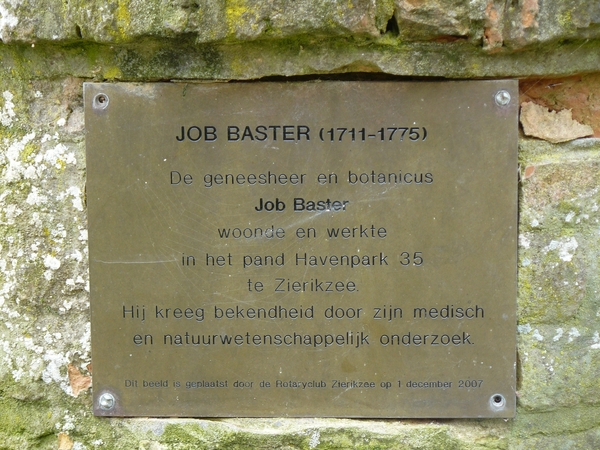 JOB BASTER (1711-1775)
De geneesheer en botanicus
Job Baster
woonde en werkte
in het pand Havenpark 35
te Zierikzee.
Hij kreeg bekendheid door zijn medisch
en natuurwetenschappelijk onderzoek.
Dit beeld is geplaatst door de Rotaryclub Zierikzee op 1 december 2007